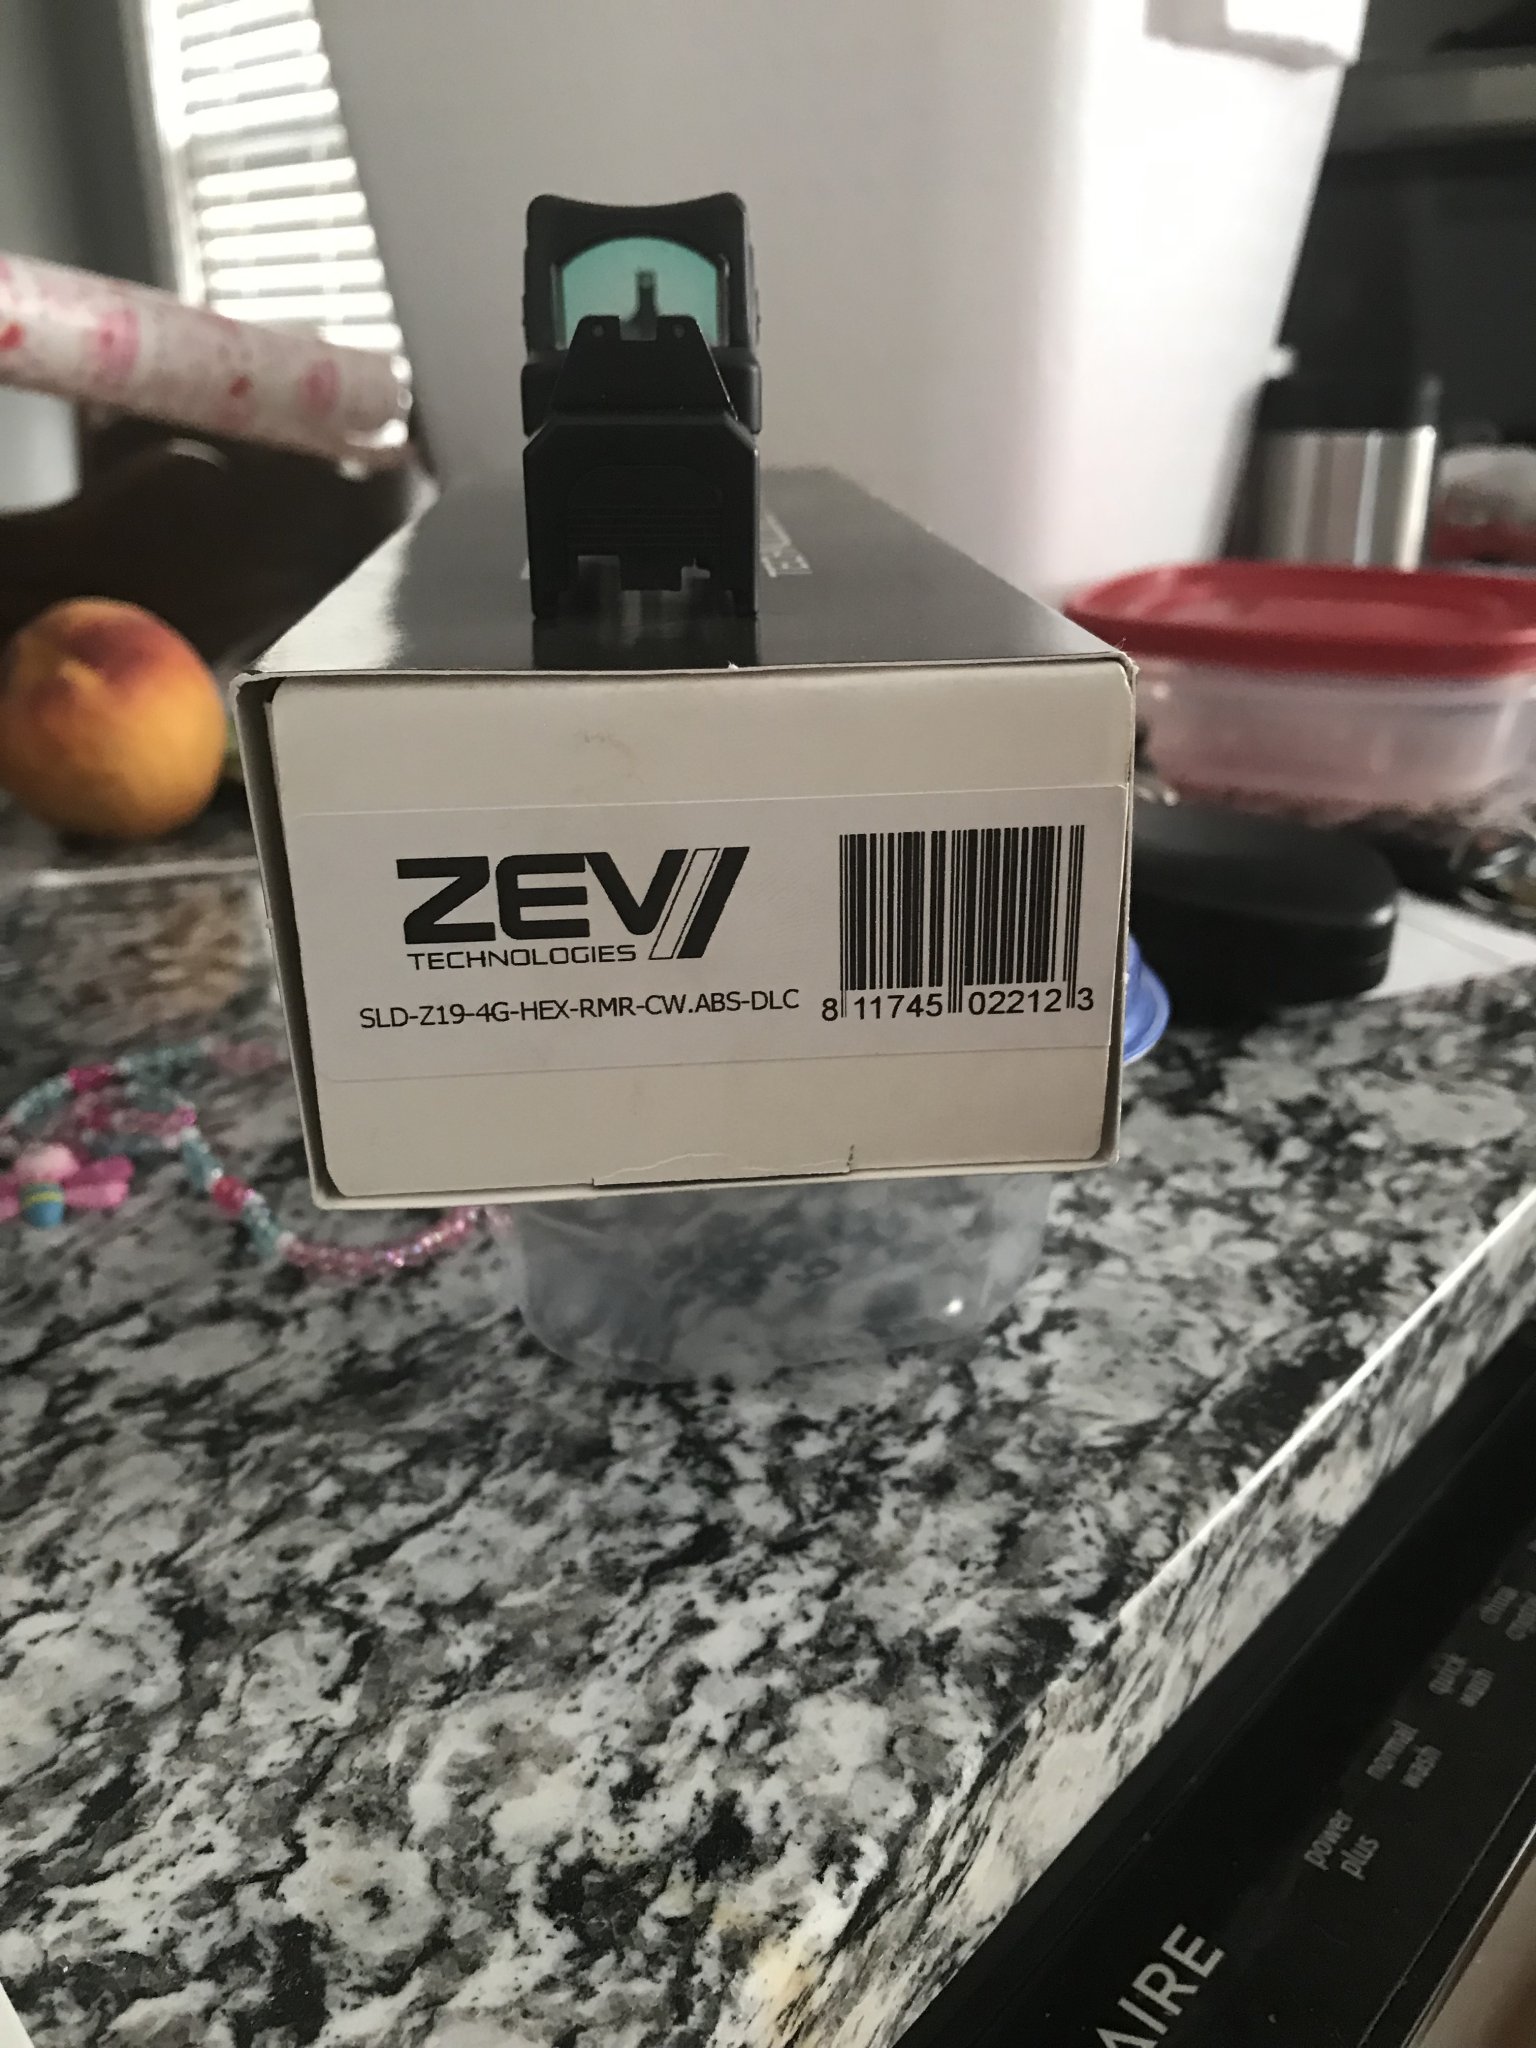 ZEV
TECHNOLOGIES
SLD-Z19-4G-HEX-RMR-CW.ABS-DLC
8 11745 02212 3
quick
wash
normal
wash
power
plus
AIRE